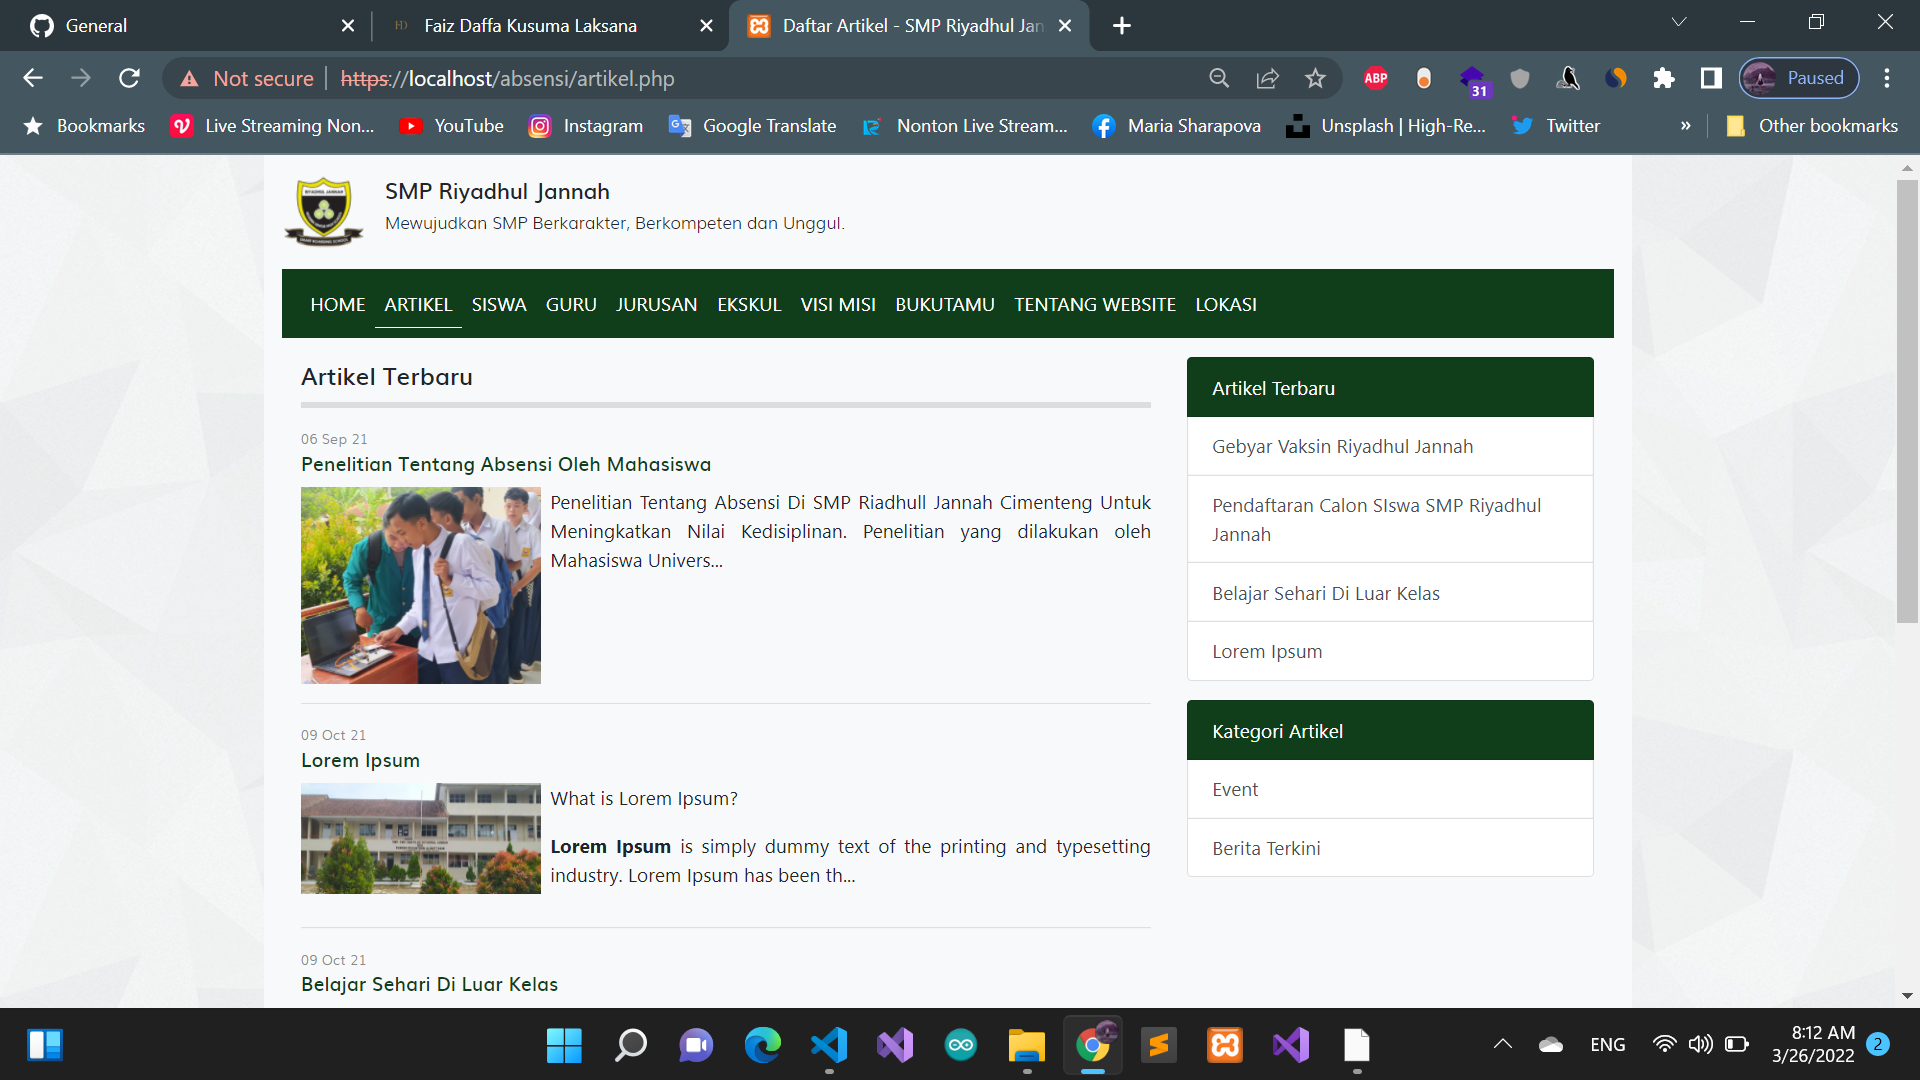 General
Faiz Daffa Kusuma Laksana
Daftar Artikel - SMP Riyadhul Jan
Not secure
https://localhost/absensi/artikel.php
ABP
31
Paused
Bookmarks
Live Streaming Non...
YouTube
Instagram
Google Translate
Nonton Live Stream...
Maria Sharapova
Unsplash | High-Re...
Twitter
»
Other bookmarks
SMP Riyadhul Jannah
Mewujudkan SMP Berkarakter, Berkompeten dan Unggul.
HOME ARTIKEL SISWA GURU JURUSAN EKSKUL VISI MISI BUKUTAMU TENTANG WEBSITE LOKASI
Artikel Terbaru
06 Sep 21
Penelitian Tentang Absensi Oleh Mahasiswa
Penelitian Tentang Absensi Di SMP Riadhull Jannah Cimenteng Untuk
Meningkatkan Nilai Kedisiplinan. Penelitian yang dilakukan oleh
Mahasiswa Univers...
09 Oct 21
Lorem Ipsum
What is Lorem Ipsum?
Lorem Ipsum is simply dummy text of the printing and typesetting
industry. Lorem Ipsum has been th...
09 Oct 21
Belajar Sehari Di Luar Kelas
Artikel Terbaru
Gebyar Vaksin Riyadhul Jannah
Pendaftaran Calon SIswa SMP Riyadhul
Jannah
Belajar Sehari Di Luar Kelas
Lorem Ipsum
Kategori Artikel
Event
Berita Terkini
ENG
8:12 AM
3/26/2022
2